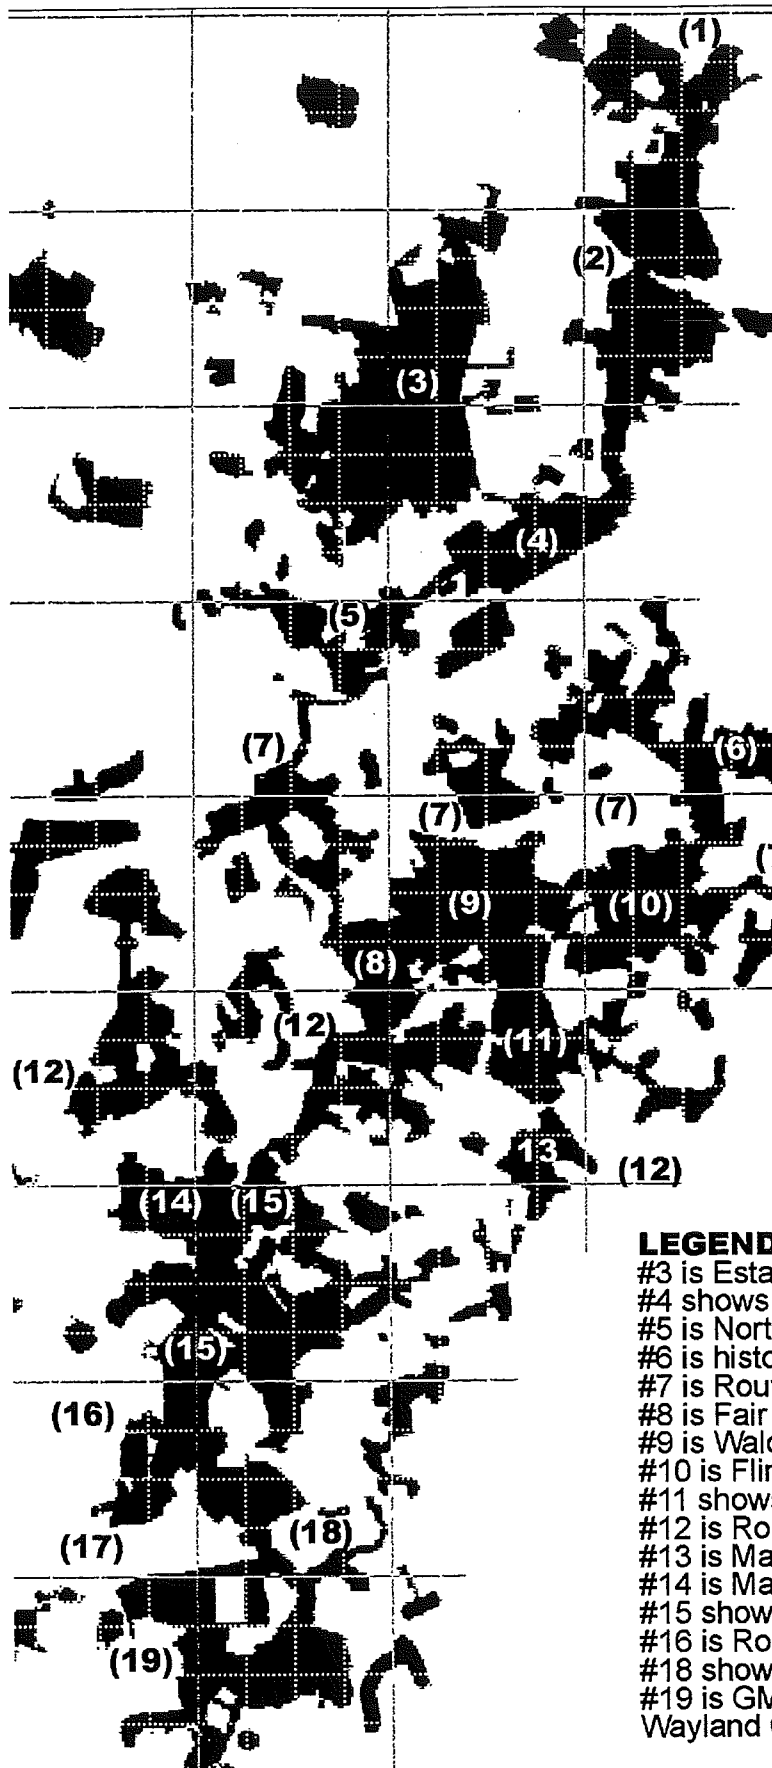 (1)
(2)
(3)
(4)
(5)
(7)
(6)
(7)
(7)
(9)
(10)
(8)
(12)
(11)
(12)
13
(12)
(14)
(15)
(15)
(16)
(18)
(17)
(19)
LEGEND
#3 is Esta
#4 shows
#5 is Nort
#6 is histo
#7 is Rout
#8 is Fair
#9 is Wald
#10 is Flin
#11 shows
#12 is Ro
#13 is Ma
#14 is Ma
#15 show
#16 is Ro
#18 show
#19 is GM
Wayland